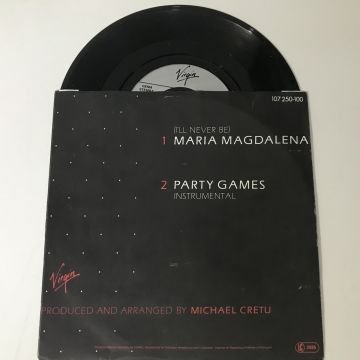 Virgin
107 250-100
(I'LL NEVER BE)
1 MARIA MAGDALENA
2 PARTY GAMES
INSTRUMENTAL
Virgin
PRODUCED AND ARRANGED BY MICHAEL CRETU